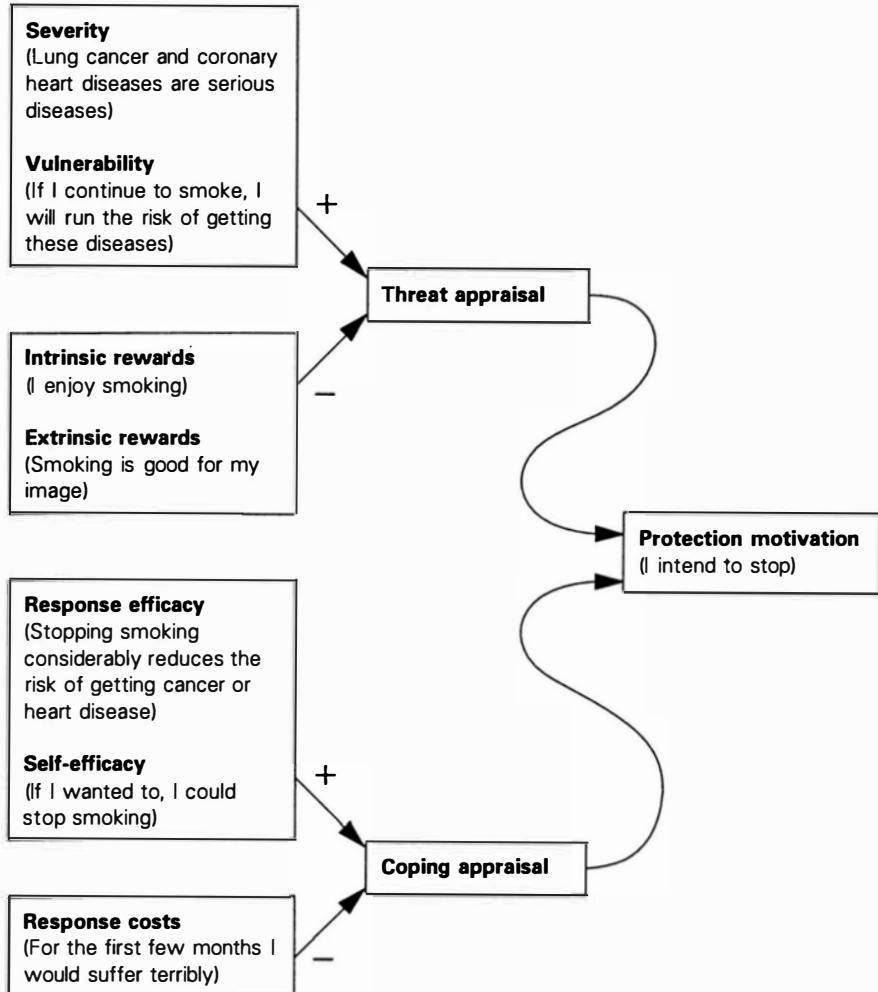 Severity
(Lung cancer and coronary
heart diseases are serious
diseases)
Vulnerability
(If I continue to smoke, I
will run the risk of getting
these diseases)
+
Threat appraisal
Intrinsic rewards
(I enjoy smoking)
−
Extrinsic rewards
(Smoking is good for my
image)
Protection motivation
(I intend to stop)
Response efficacy
(Stopping smoking
considerably reduces the
risk of getting cancer or
heart disease)
Self-efficacy
(If I wanted to, I could
stop smoking)
+
Coping appraisal
Response costs
(For the first few months I
would suffer terribly)
−